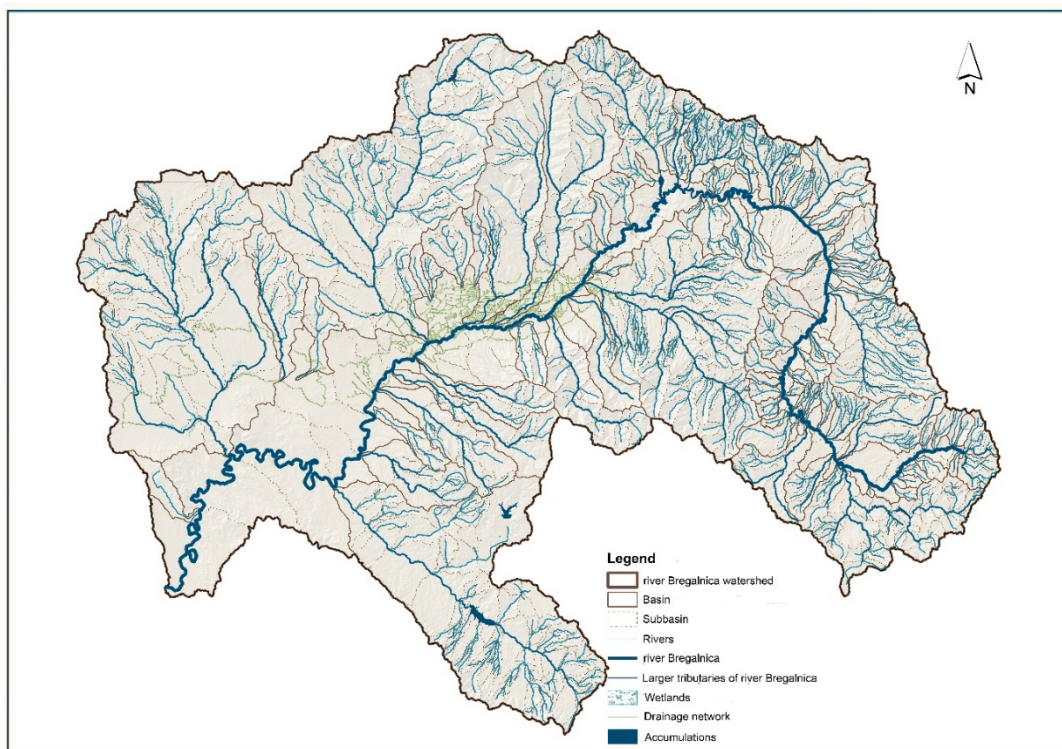 N
Legend
river Bregalnica watershed
Basin
Subbasin
Rivers
river Bregalnica
Larger tributaries of river Bregalnica
Wetlands
Drainage network
Accumulations